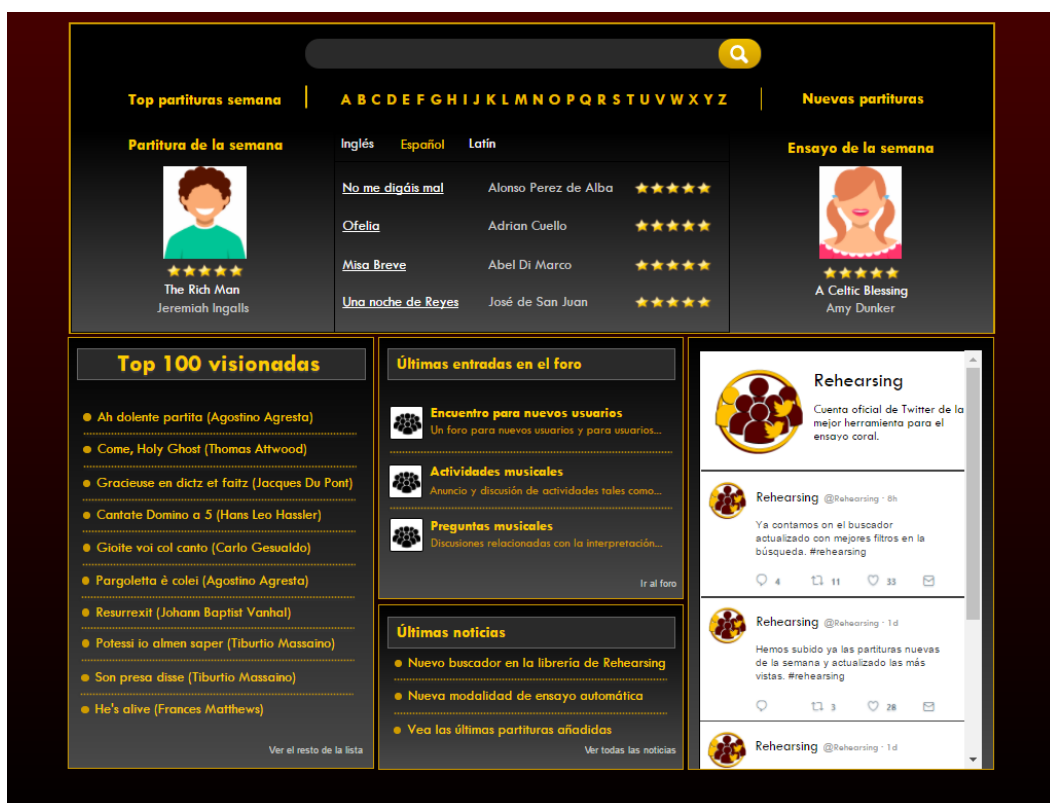 Top partituras semana
A B C D E F G H I J K L M N O P Q R S T U V W X Y Z
Nuevas partituras
Partitura de la semana
The Rich Man
Jeremiah Ingalls
Inglés Español Latín
No me digáis mal Alonso Perez de Alba
Ofelia Adrian Cuello
Misa Breve Abel Di Marco
Una noche de Reyes José de San Juan
Ensayo de la semana
A Celtic Blessing
Amy Dunker
Top 100 visionadas
Ah dolente partita (Agostino Agresta)
Come, Holy Ghost (Thomas Attwood)
Gracieuse en dictz et faitz (Jacques Du Pont)
Cantate Domino a 5 (Hans Leo Hassler)
Gioite voi col canto (Carlo Gesualdo)
Pargoletta è colei (Agostino Agresta)
Resurrexit (Johann Baptist Vanhal)
Potessi io almen saper (Tiburtio Massaino)
Son presa disse (Tiburtio Massaino)
He's alive (Frances Matthews)
Ver el resto de la lista
Últimas entradas en el foro
Encuentro para nuevos usuarios
Un foro para nuevos usuarios y para usuarios...
Actividades musicales
Anuncio y discusión de actividades tales como...
Preguntas musicales
Discusiones relacionadas con la interpretación...
Ir al foro
Últimas noticias
Nuevo buscador en la librería de Rehearsing
Nueva modalidad de ensayo automática
Vea las últimas partituras añadidas
Ver todas las noticias
Rehearsing
Cuenta oficial de Twitter de la
mejor herramienta para el
ensayo coral.
Rehearsing @Rehearsing · 8h
Ya contamos on el buscador
actualizado con mejores filtros en la
búsqueda. #rehearsing
4 11 33
Rehearsing @Rehearsing · 1d
Hemos subido ya las partituras nuevas
de la semana y actualizado las más
vistas. #rehearsing
3 28
Rehearsing @Rehearsing · 1d